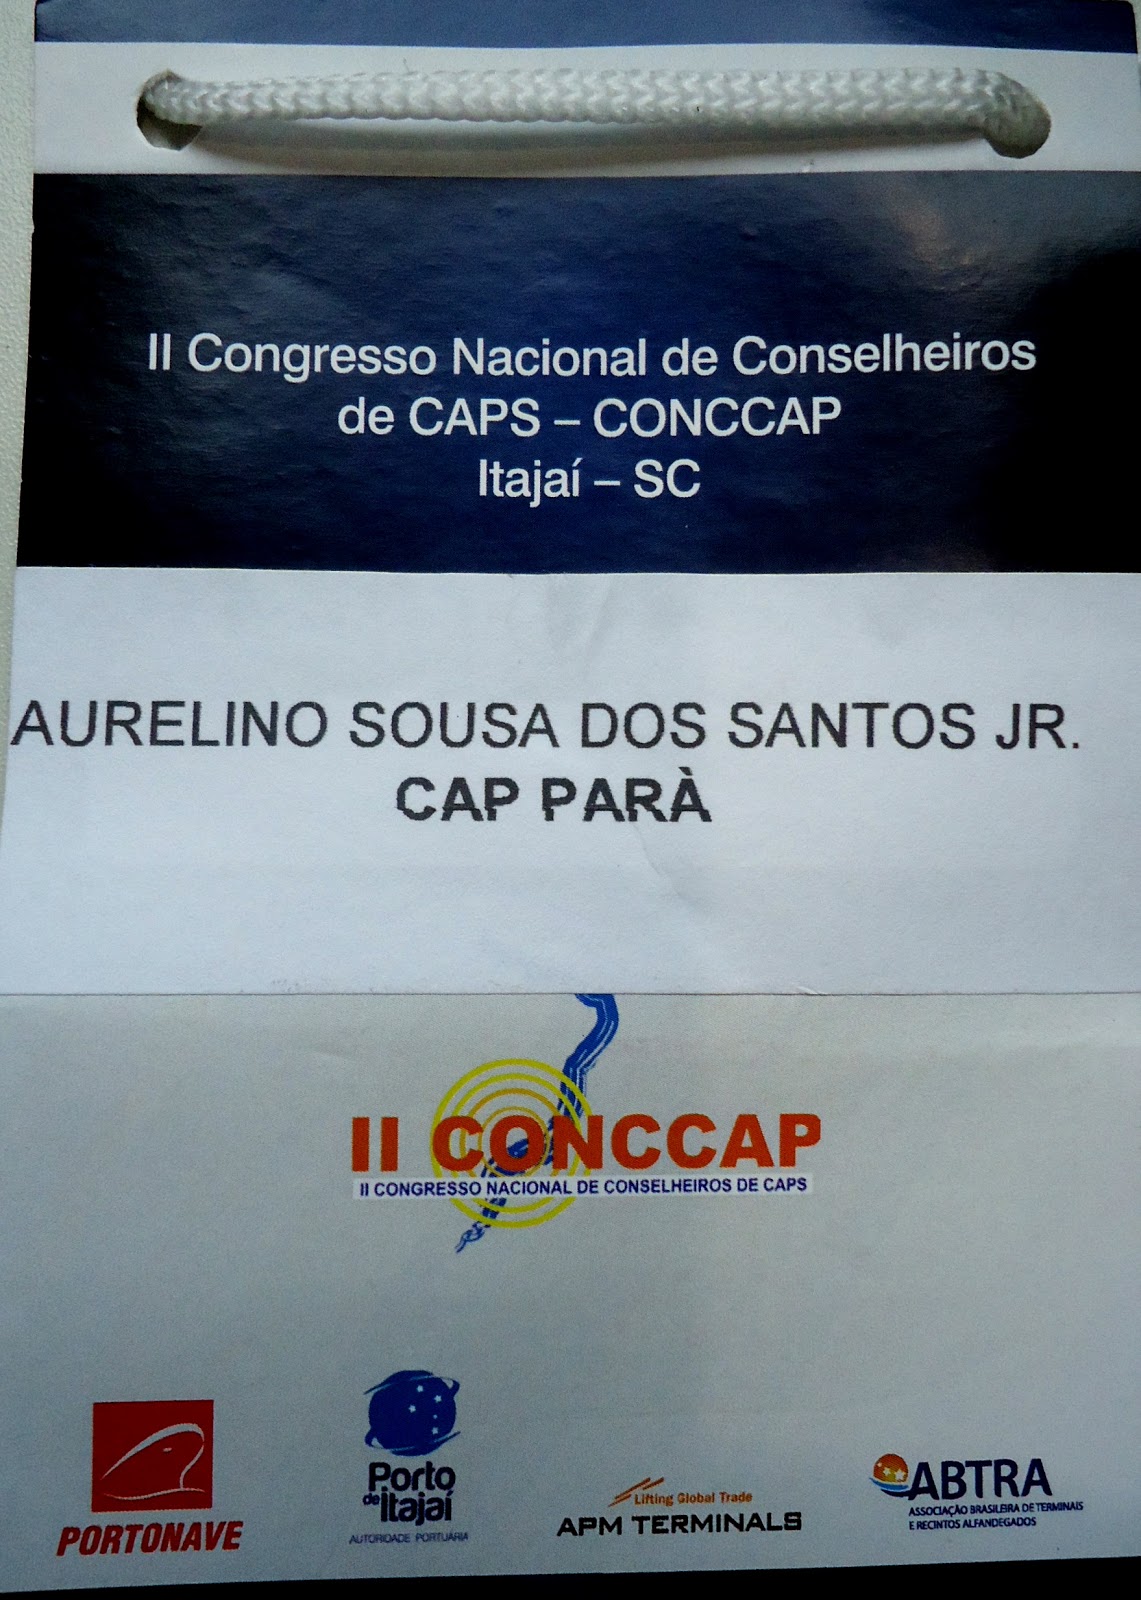 II Congresso Nacional de Conselheiros
de CAPS – CONCCAP
Itajaí – SC
AURELINO SOUSA DOS SANTOS JR.
CAP PARÀ
II CONCCAP
II CONGRESSO NACIONAL DE CONSELHEIROS DE CAPS
PORTONAVE
Porto
de Itajaí
AUTORIDADE PORTUÁRIA
Lifting Global Trade
APM TERMINALS
ABTRA
ASSOCIAÇÃO BRASILEIRA DE TERMINAIS
E RECINTOS ALFANDEGADOS